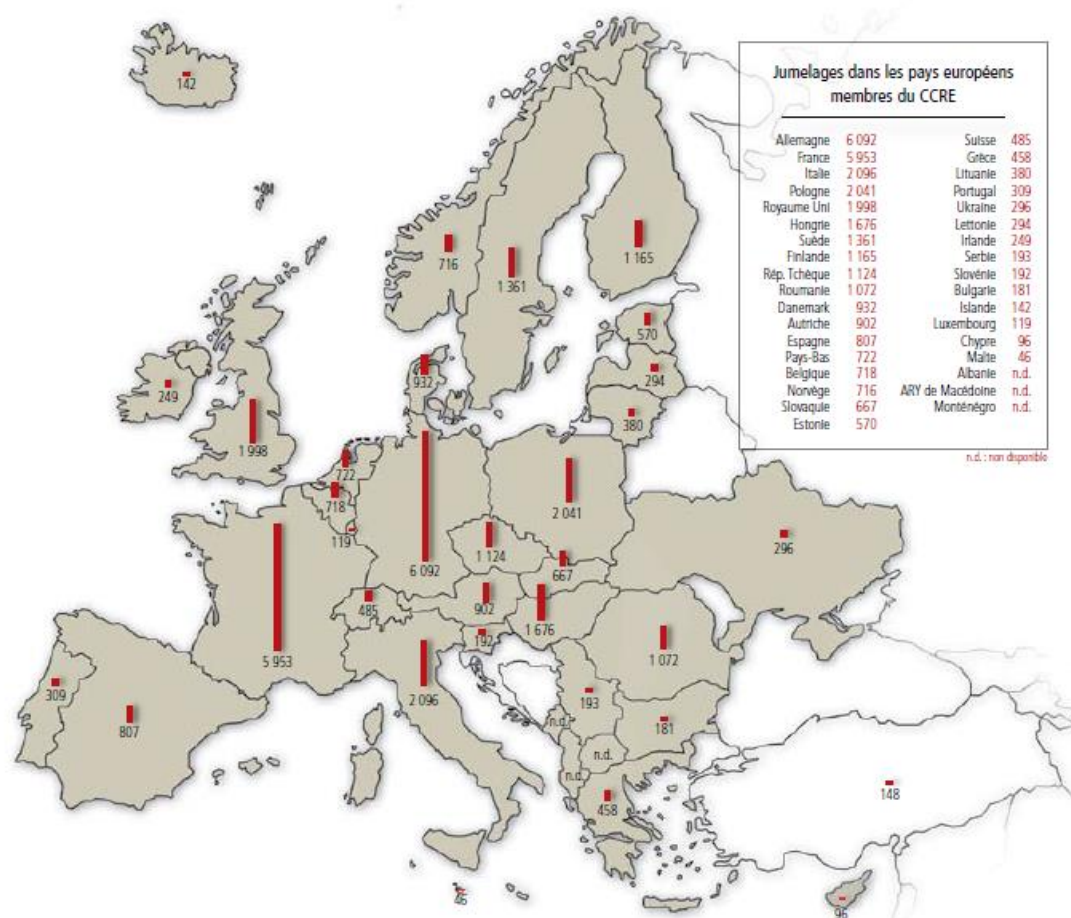 142
Jumelages dans les pays européens
membres du CCRE
Allemagne 6 092
France 5 953
Italie 2 096
Pologne 2 041
Royaume Uni 1 998
Hongrie 1 676
Suède 1 361
Finlande 1 165
Rép. Tchèque 1 124
Roumanie 1 072
Danemark 932
Autriche 902
Espagne 807
Pays-Bas 722
Belgique 718
Norvège 716
Slovaquie 667
Estonie 570
Suisse 485
Grèce 458
Lituanie 380
Portugal 309
Ukraine 296
Lettonie 294
Irlande 249
Serbie 193
Slovénie 192
Bulgarie 181
Islande 142
Luxembourg 119
Chypre 96
Malte 46
Albanie n.d.
ARY de Macédoine n.d.
Monténégro n.d.
n.d. : non disponible
716
1 361
1 165
570
294
380
932
249
1 998
722
718
119
6 092
2 041
1 124
667
296
485
902
1 676
192
1 072
5 953
309
807
2 096
193
n.d.
181
n.d.
n.d.
458
148
46
96